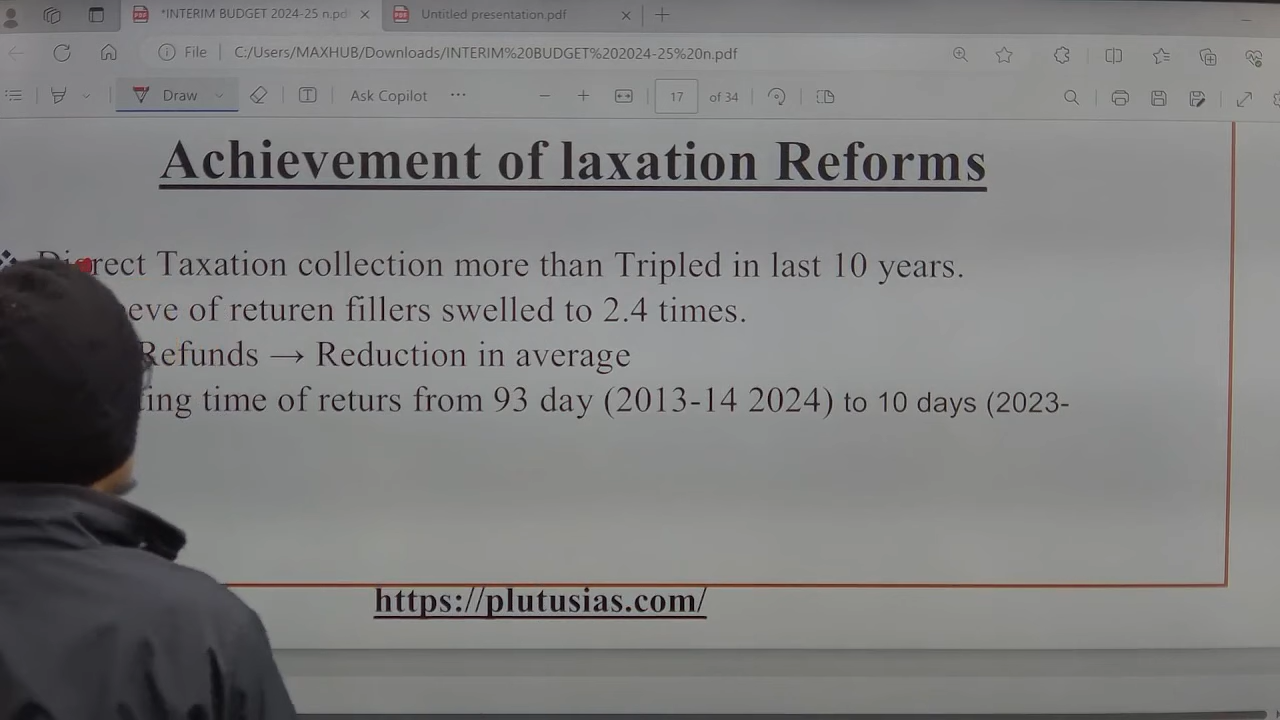 *INTERIM BUDGET 2024-25 n.pd
Untitled presentation.pdf
File
C:/Users/MAXHUB/Downloads/INTERIM%20BUDGET%202024-25%20n.pdf
Draw
Ask Copilot
17
of 34
Achievement of laxation Reforms
Taxation collection more than Tripled in last 10 years.
eve of returen fillers swelled to 2.4 times.
Refunds → Reduction in average
ing time of returs from 93 day (2013-14 2024) to 10 days (2023-
https://plutusias.com/